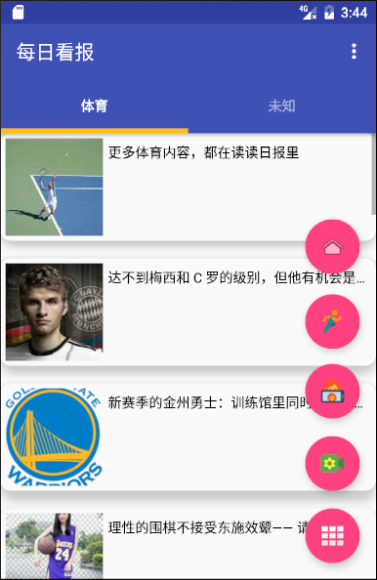 4G 3:44
每日看报
体育 未知
更多体育内容，都在读读日报里
达不到梅西和 C 罗的级别，但他有机会是...
新赛季的金州勇士：训练馆里同时
GOLDEN STATE
WARRIORS
理性的围棋不接受东施效颦—— 请
24